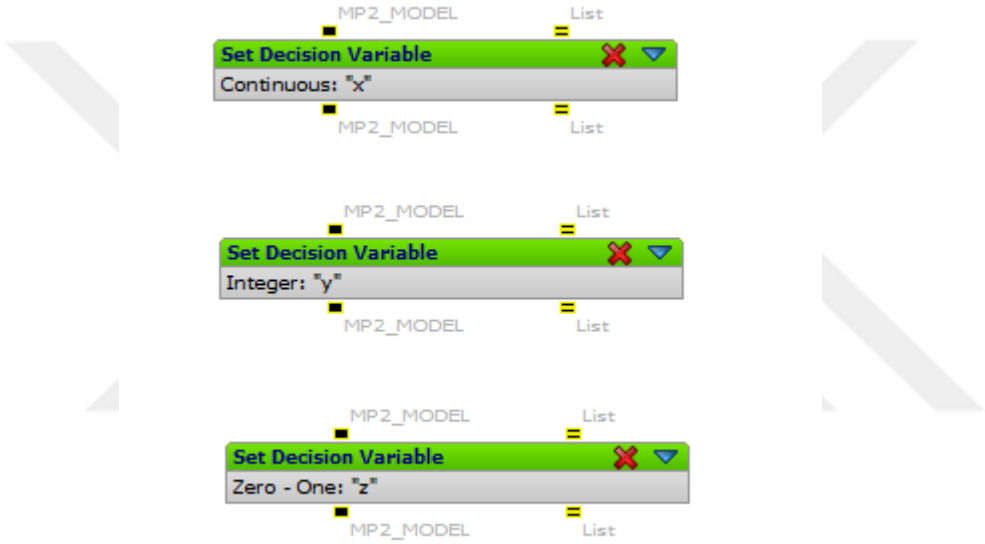 MP2_MODEL List
Set Decision Variable
Continuous: "x"
MP2_MODEL List
MP2_MODEL List
Set Decision Variable
Integer: "y"
MP2_MODEL List
MP2_MODEL List
Set Decision Variable
Zero - One: "z"
MP2_MODEL List